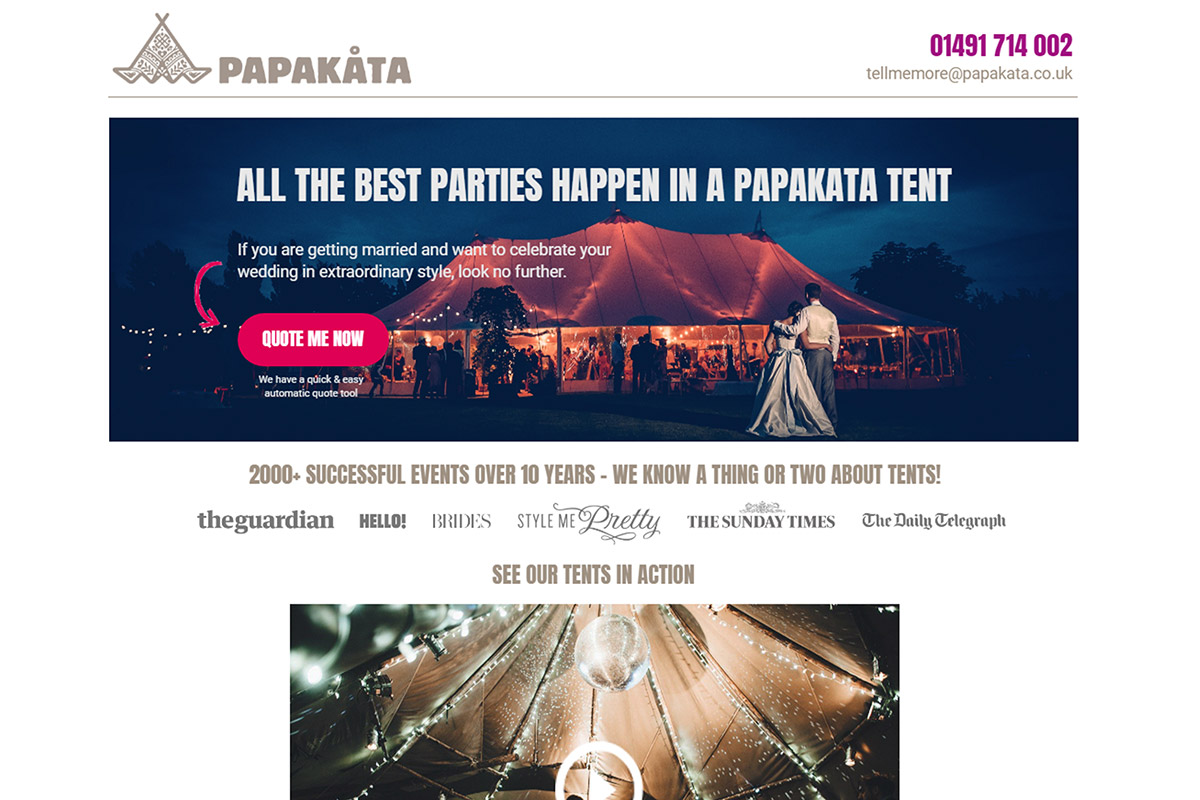 PAPAKÅTA
01491 714 002
tellmemore@papakata.co.uk
ALL THE BEST PARTIES HAPPEN IN A PAPAKATA TENT
If you are getting married and want to celebrate your
wedding in extraordinary style, look no further.
QUOTE ME NOW
We have a quick & easy
automatic quote tool
2000+ SUCCESSFUL EVENTS OVER 10 YEARS - WE KNOW A THING OR TWO ABOUT TENTS!
theguardian HELLO! BRIDES STYLE ME Pretty THE SUNDAY TIMES The Daily Telegraph
SEE OUR TENTS IN ACTION